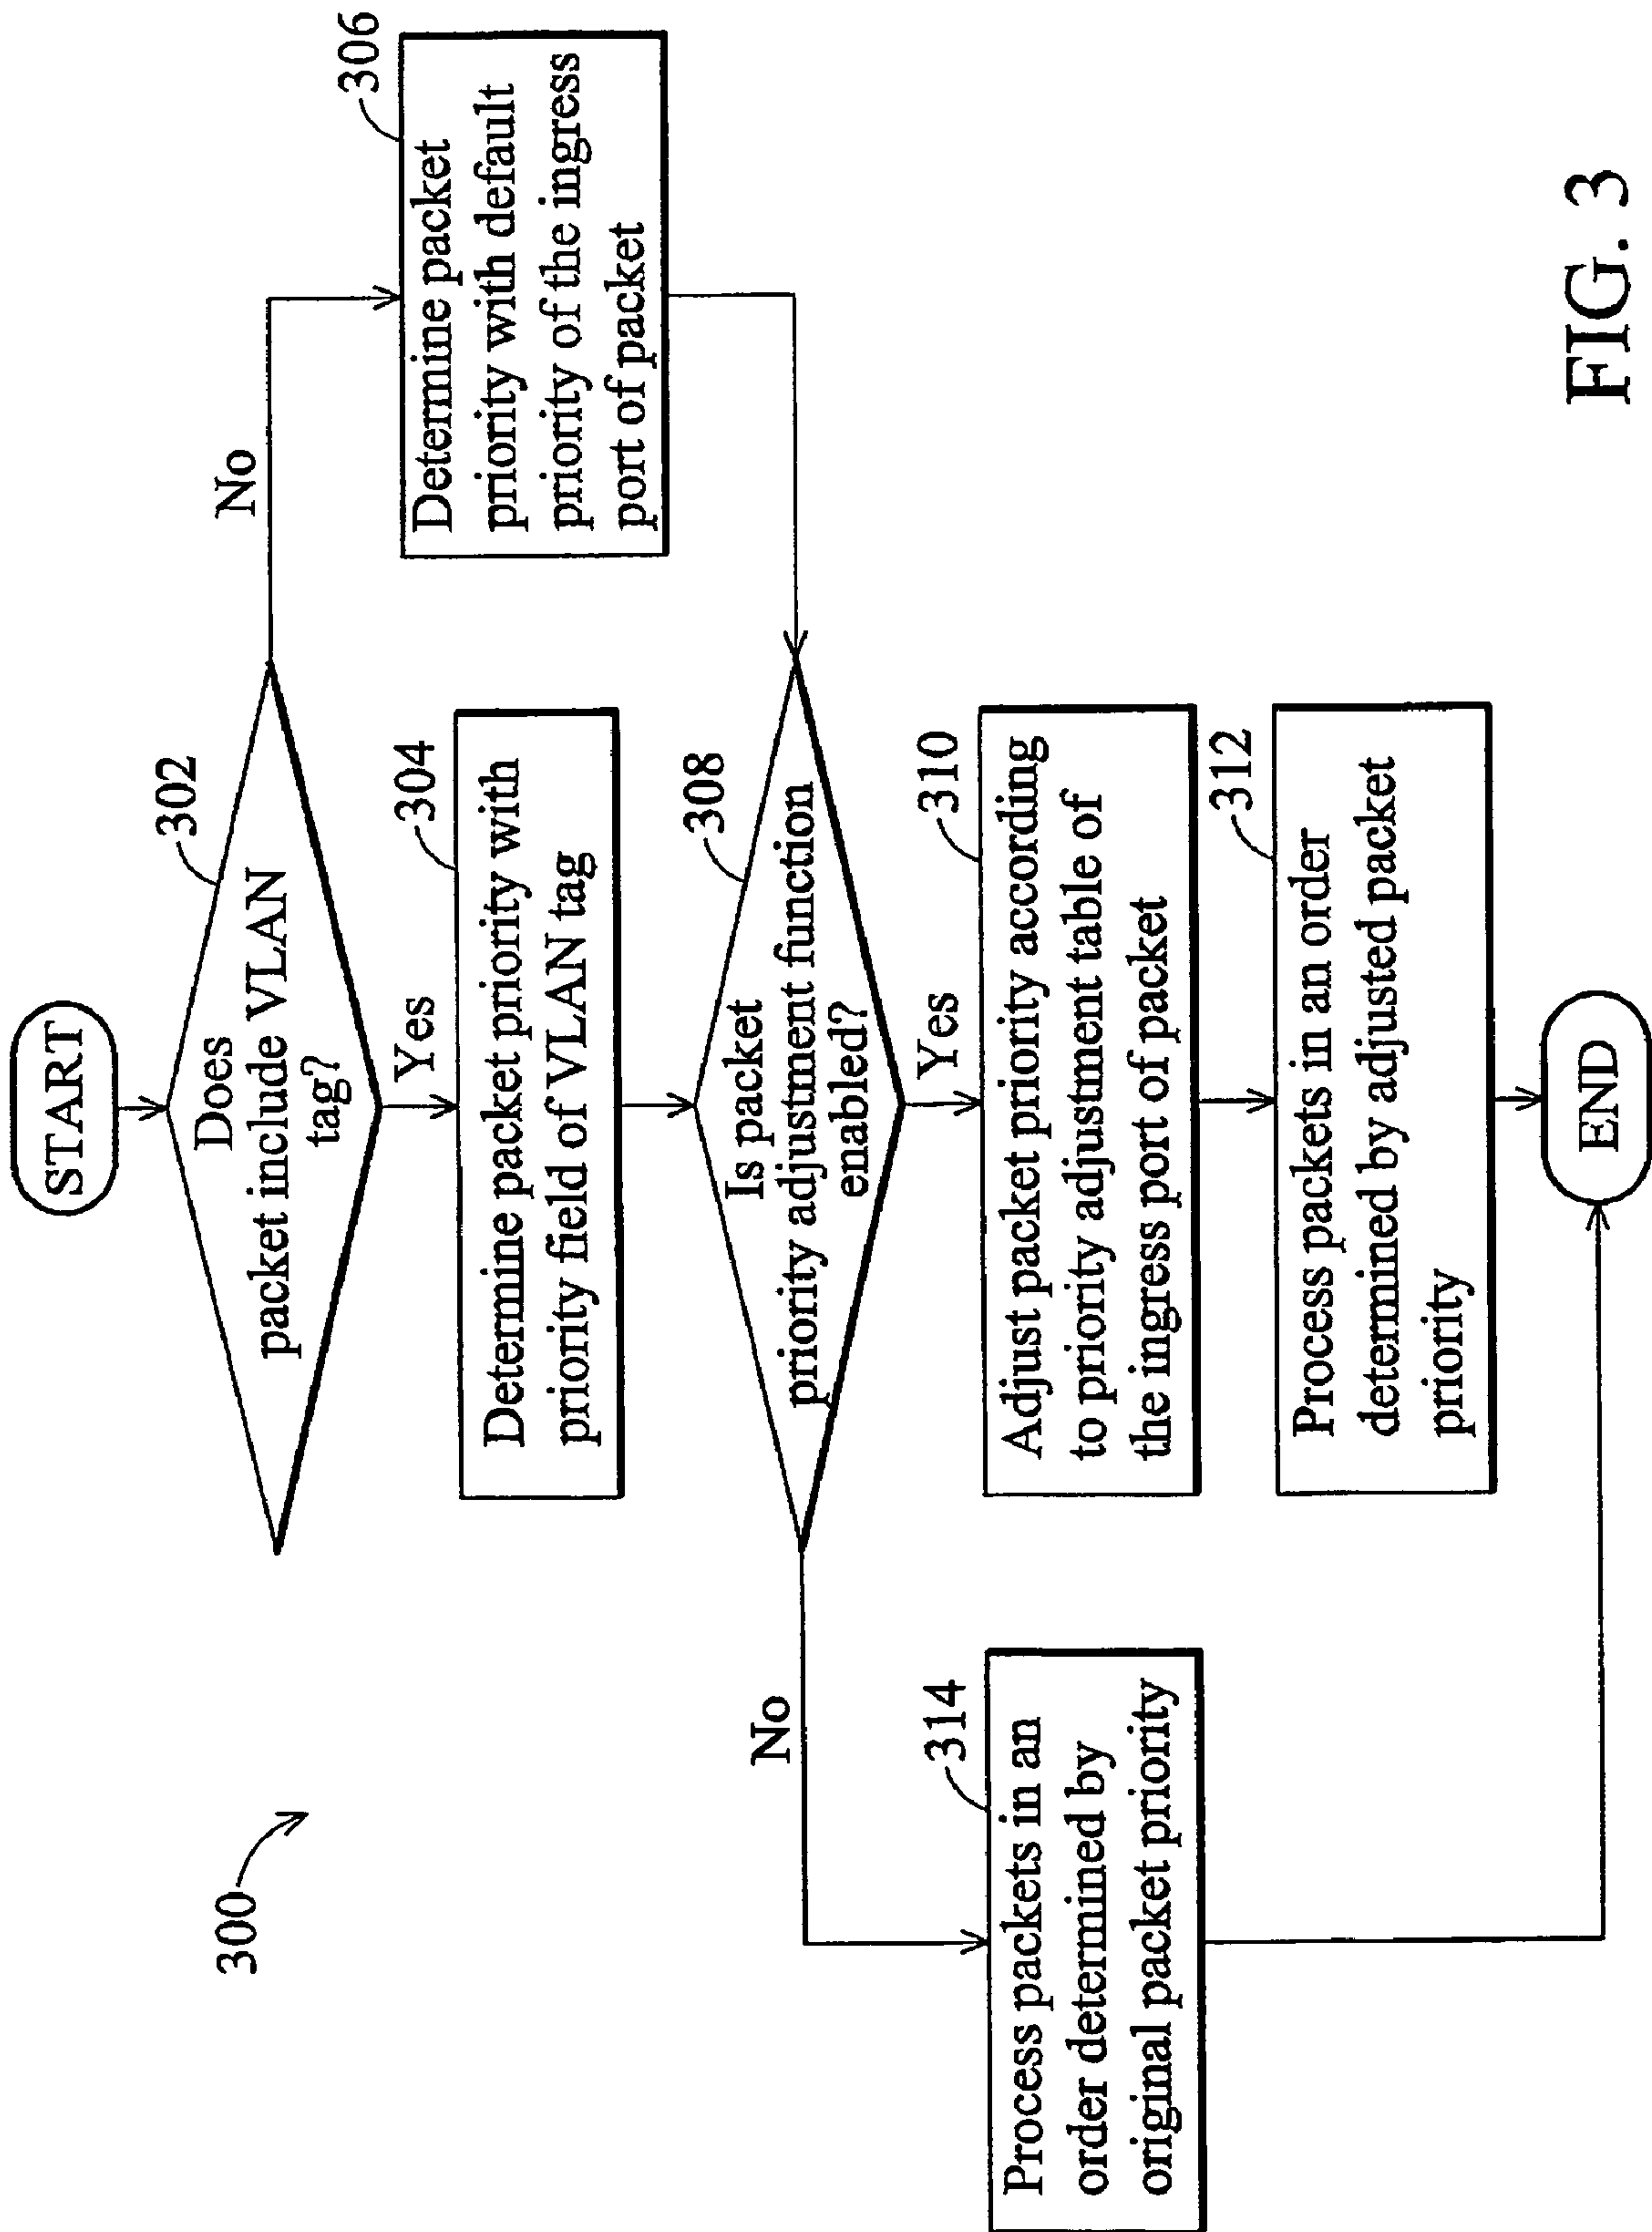 300
START
302
Does
packet include VLAN
tag?
No
Yes
304
Determine packet priority with
priority field of VLAN tag
306
Determine packet
priority with default
priority of the ingress
port of packet
308
Is packet
priority adjustment function
enabled?
No
Yes
310
Adjust packet priority according
to priority adjustment table of
the ingress port of packet
314
Process packets in an
order determined by
original packet priority
312
Process packets in an order
determined by adjusted packet
priority
END
FIG. 3